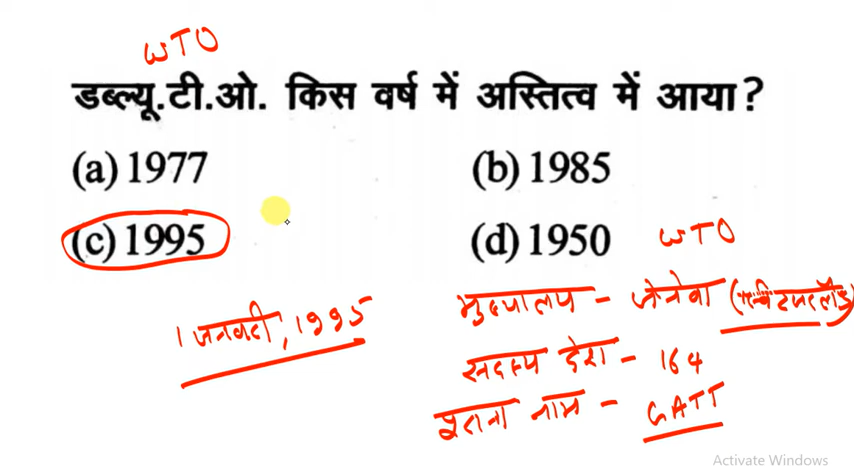 WTO
डब्ल्यू.टी.ओ. किस वर्ष में अस्तित्व में आया?
(a) 1977
(b) 1985
(c) 1995
(d) 1950
WTO
मुख्यालय - जेनेवा (स्विटजरलैंड)
1 जनवरी, 1995
सदस्य देश - 164
पुराना नाम - GATT
Activate Windows